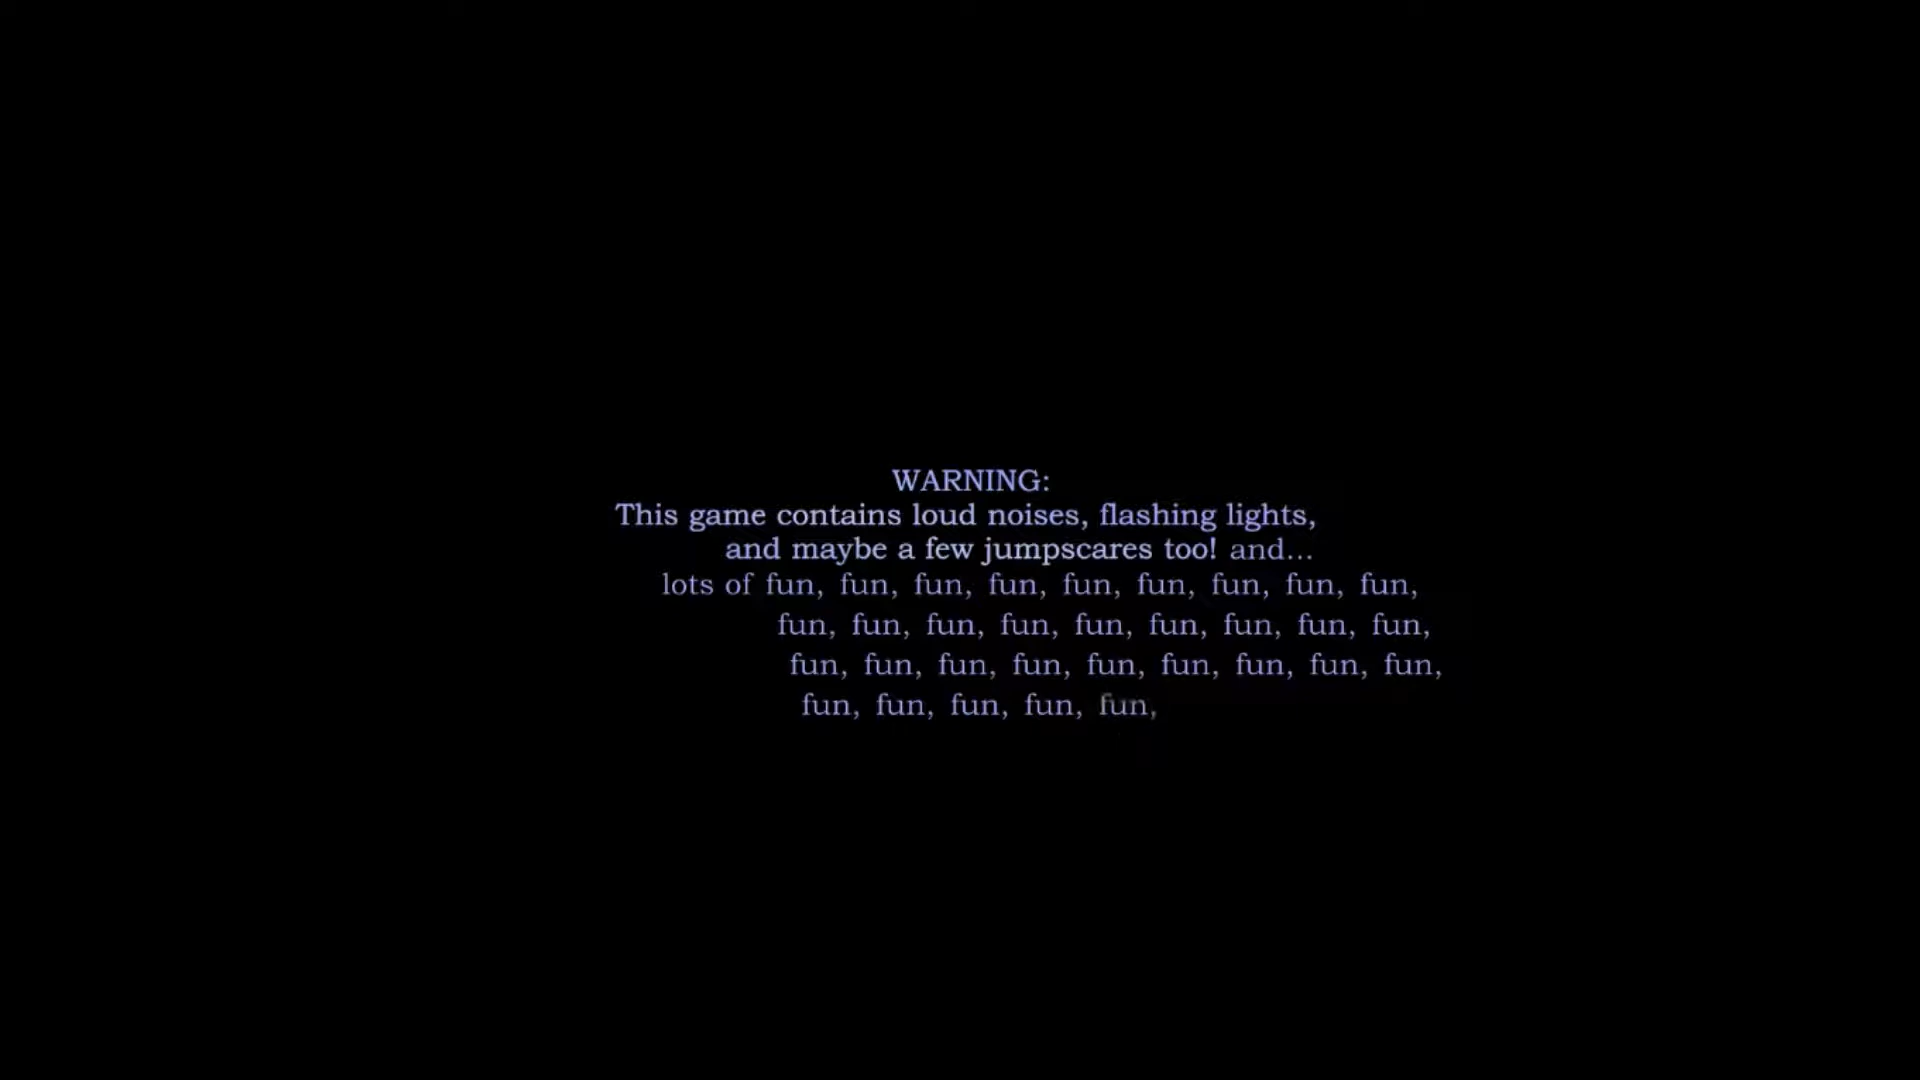 WARNING:
This game contains loud noises, flashing lights,
and maybe a few jumpscares too! and...
lots of fun, fun, fun, fun, fun, fun, fun, fun, fun,
fun, fun, fun, fun, fun, fun, fun, fun, fun,
fun, fun, fun, fun, fun, fun, fun, fun, fun,
fun, fun, fun, fun, fun,